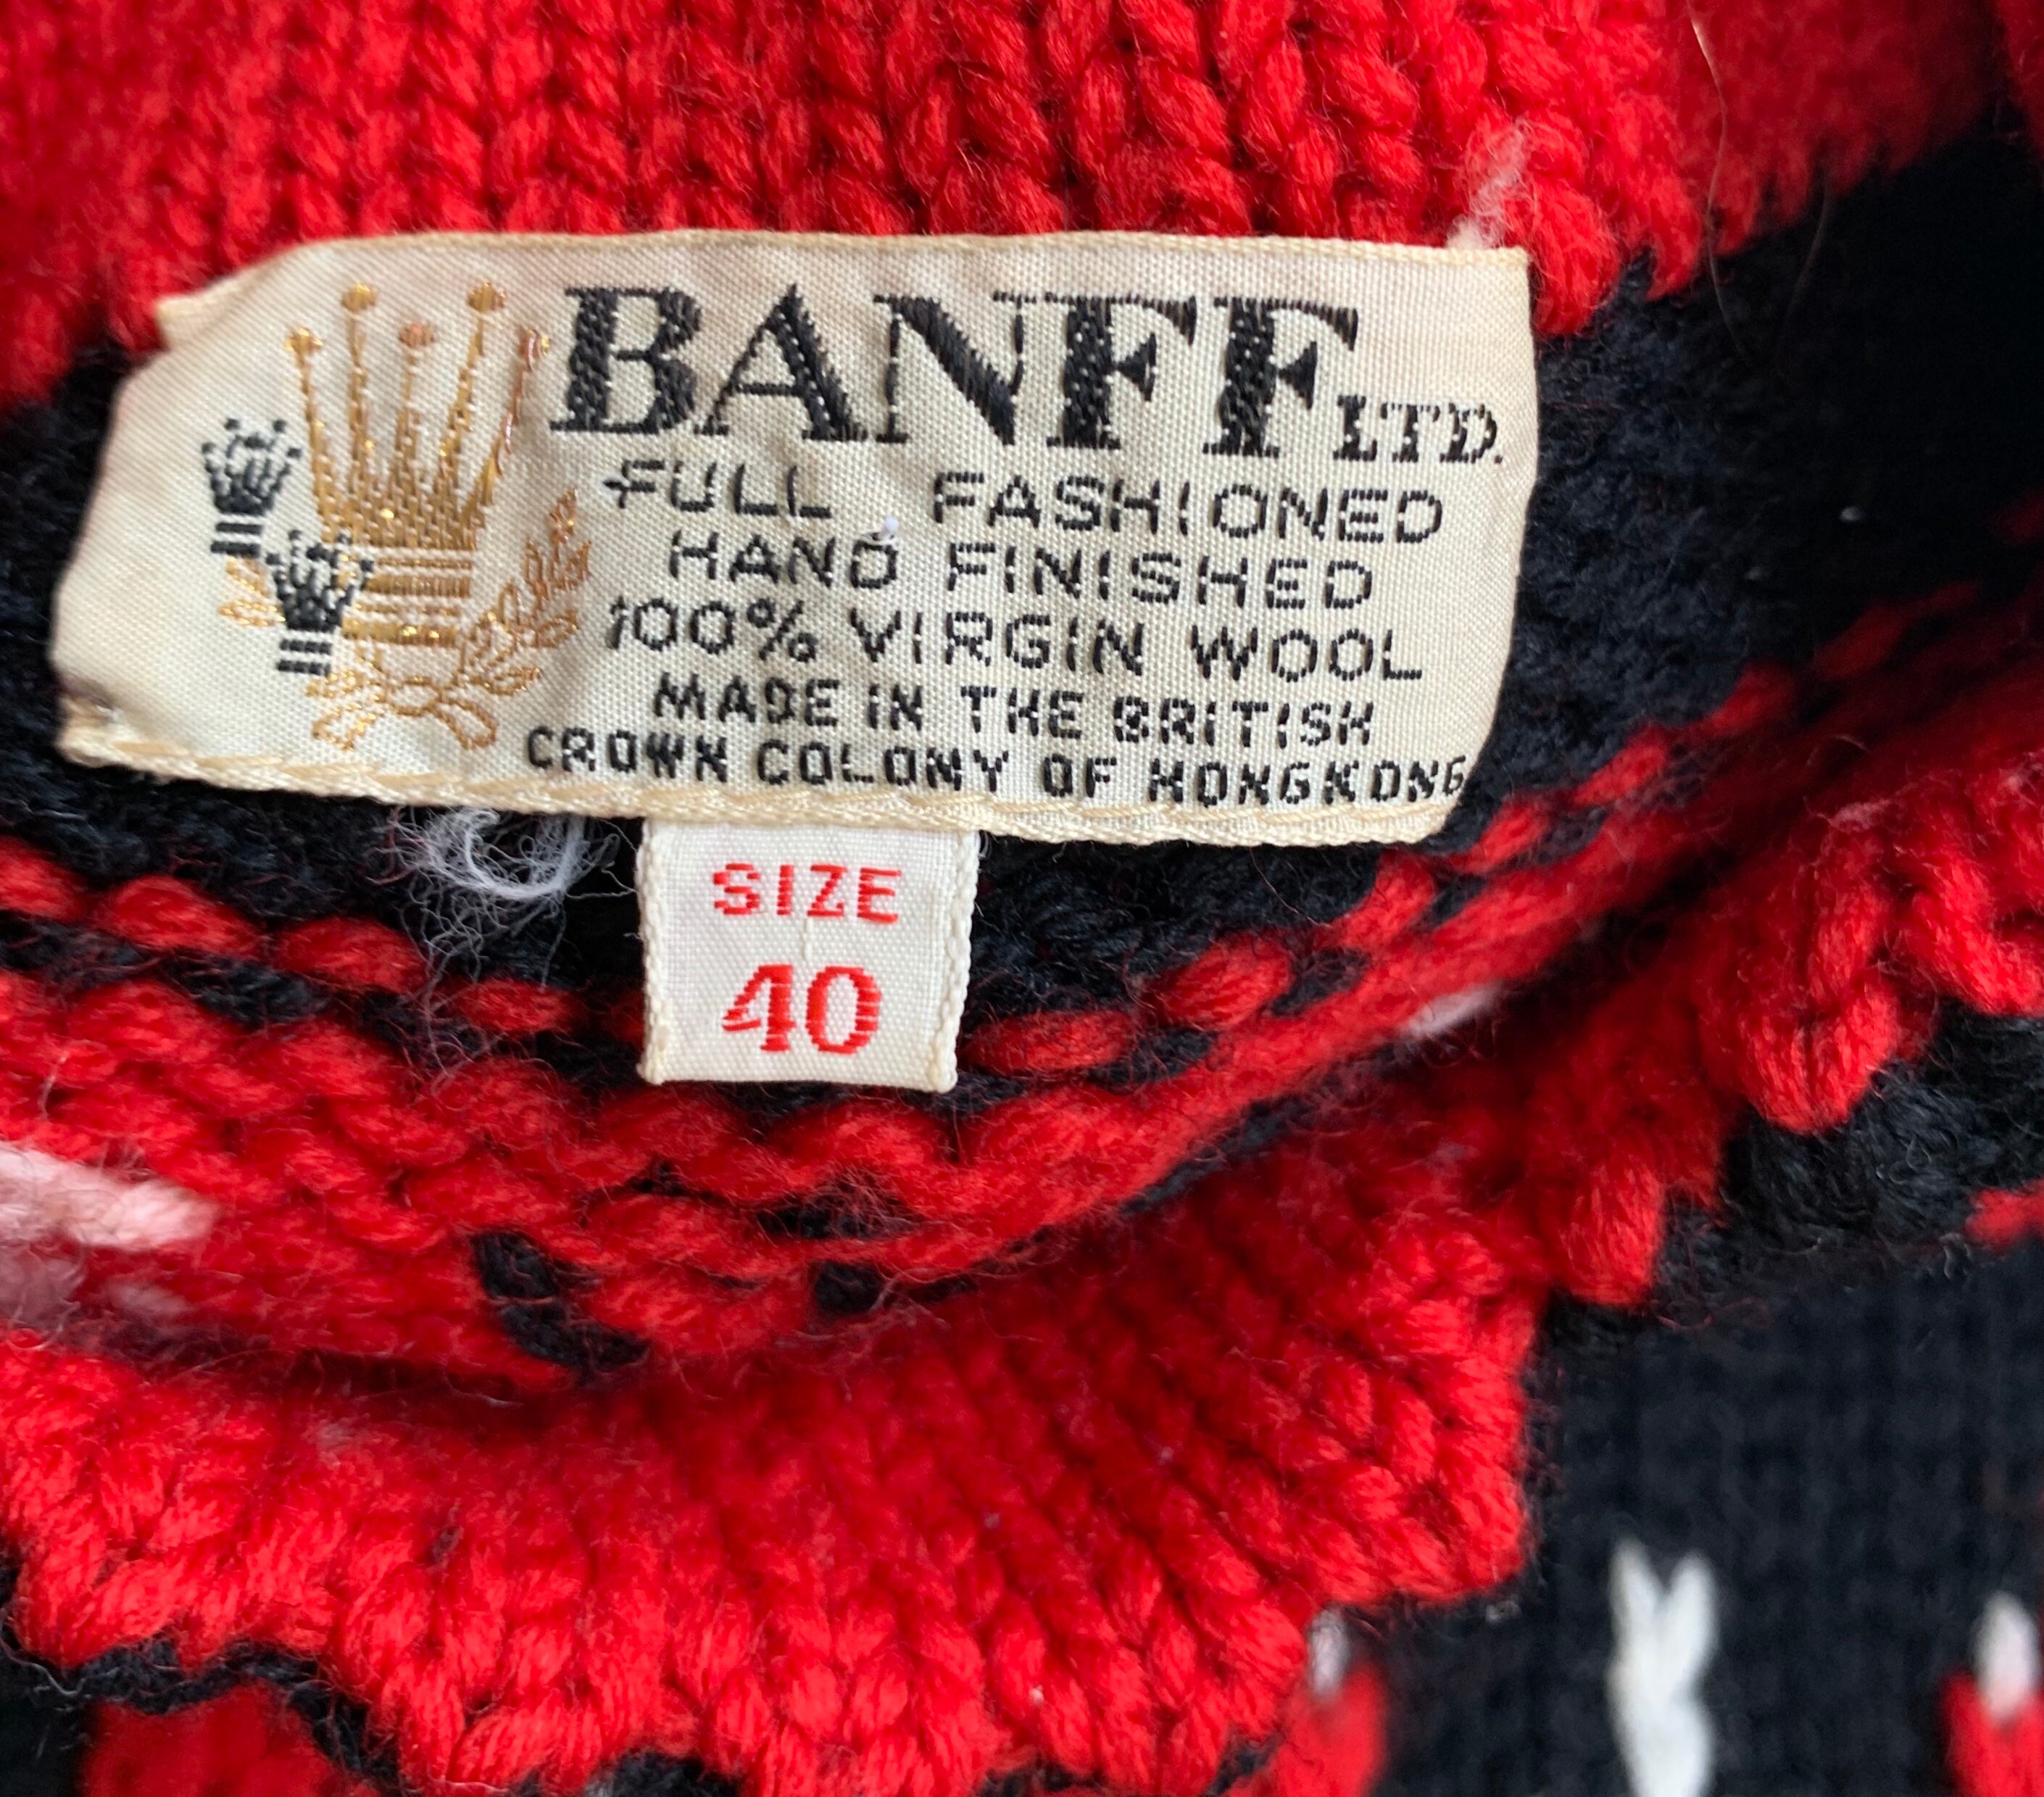 BANFF LTD.
FULL FASHIONED
HAND FINISHED
100% VIRGIN WOOL
MADE IN THE BRITISH
CROWN COLONY OF HONGKONG
SIZE
40